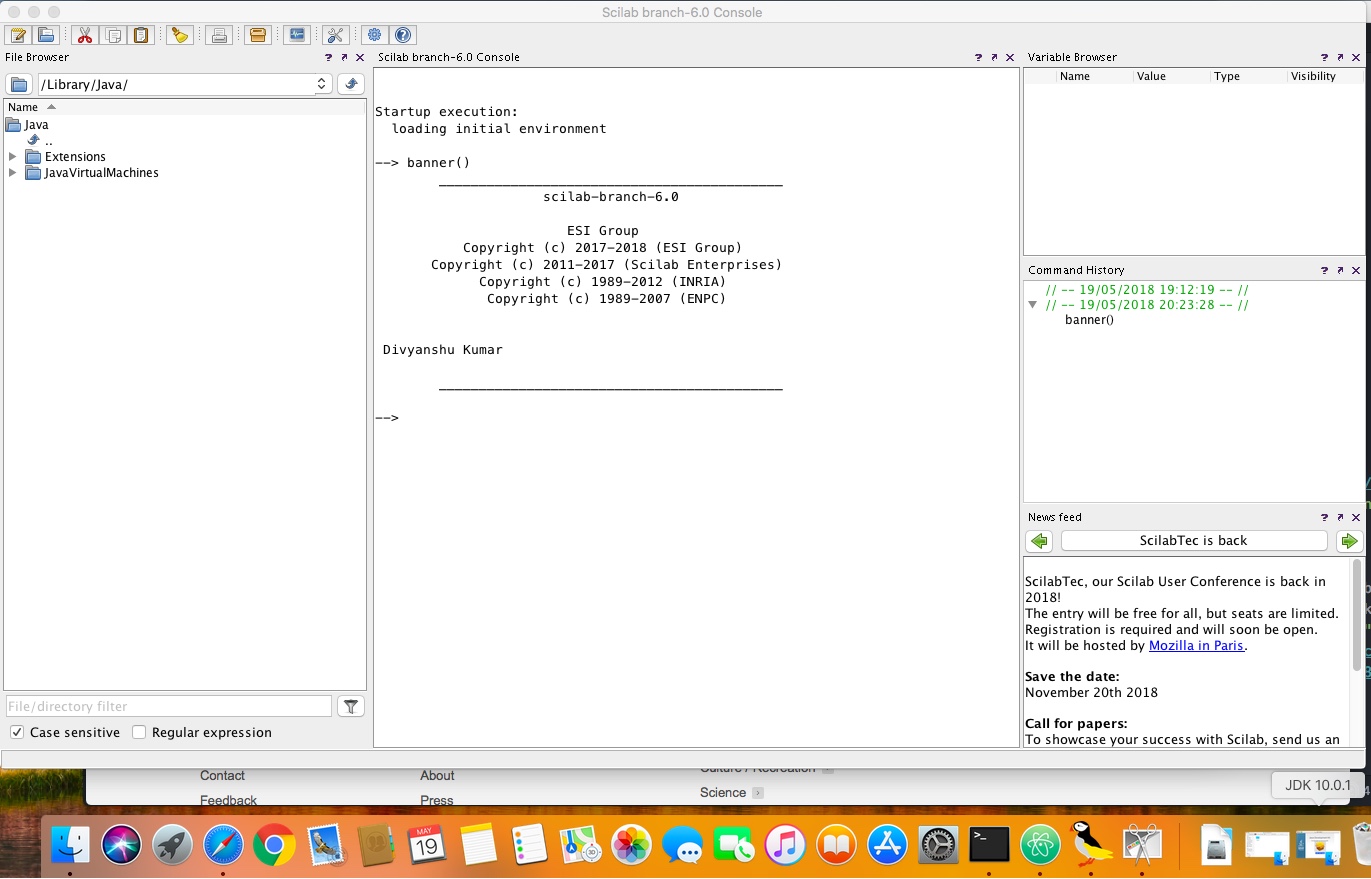 Scilab branch-6.0 Console
File Browser
? ↗ ✕
Scilab branch-6.0 Console
? ↗ ✕
Variable Browser
? ↗ ✕
/Library/Java/
Name
Java
..
Extensions
JavaVirtualMachines
Startup execution:
loading initial environment
--> banner()
scilab-branch-6.0
ESI Group
Copyright (c) 2017-2018 (ESI Group)
Copyright (c) 2011-2017 (Scilab Enterprises)
Copyright (c) 1989-2012 (INRIA)
Copyright (c) 1989-2007 (ENPC)
Divyanshu Kumar
-->
Name Value Type Visibility
Command History
? ↗ ✕
// -- 19/05/2018 19:12:19 -- //
// -- 19/05/2018 20:23:28 -- //
banner()
News feed
? ↗ ✕
ScilabTec is back
ScilabTec, our Scilab User Conference is back in
2018!
The entry will be free for all, but seats are limited.
Registration is required and will soon be open.
It will be hosted by Mozilla in Paris.
Save the date:
November 20th 2018
Call for papers:
To showcase your success with Scilab, send us an
File/directory filter
Case sensitive
Regular expression
Contact
About
Culture / Recreation
Feedback
Press
Science
JDK 10.0.1
MAY
19
3D
>_